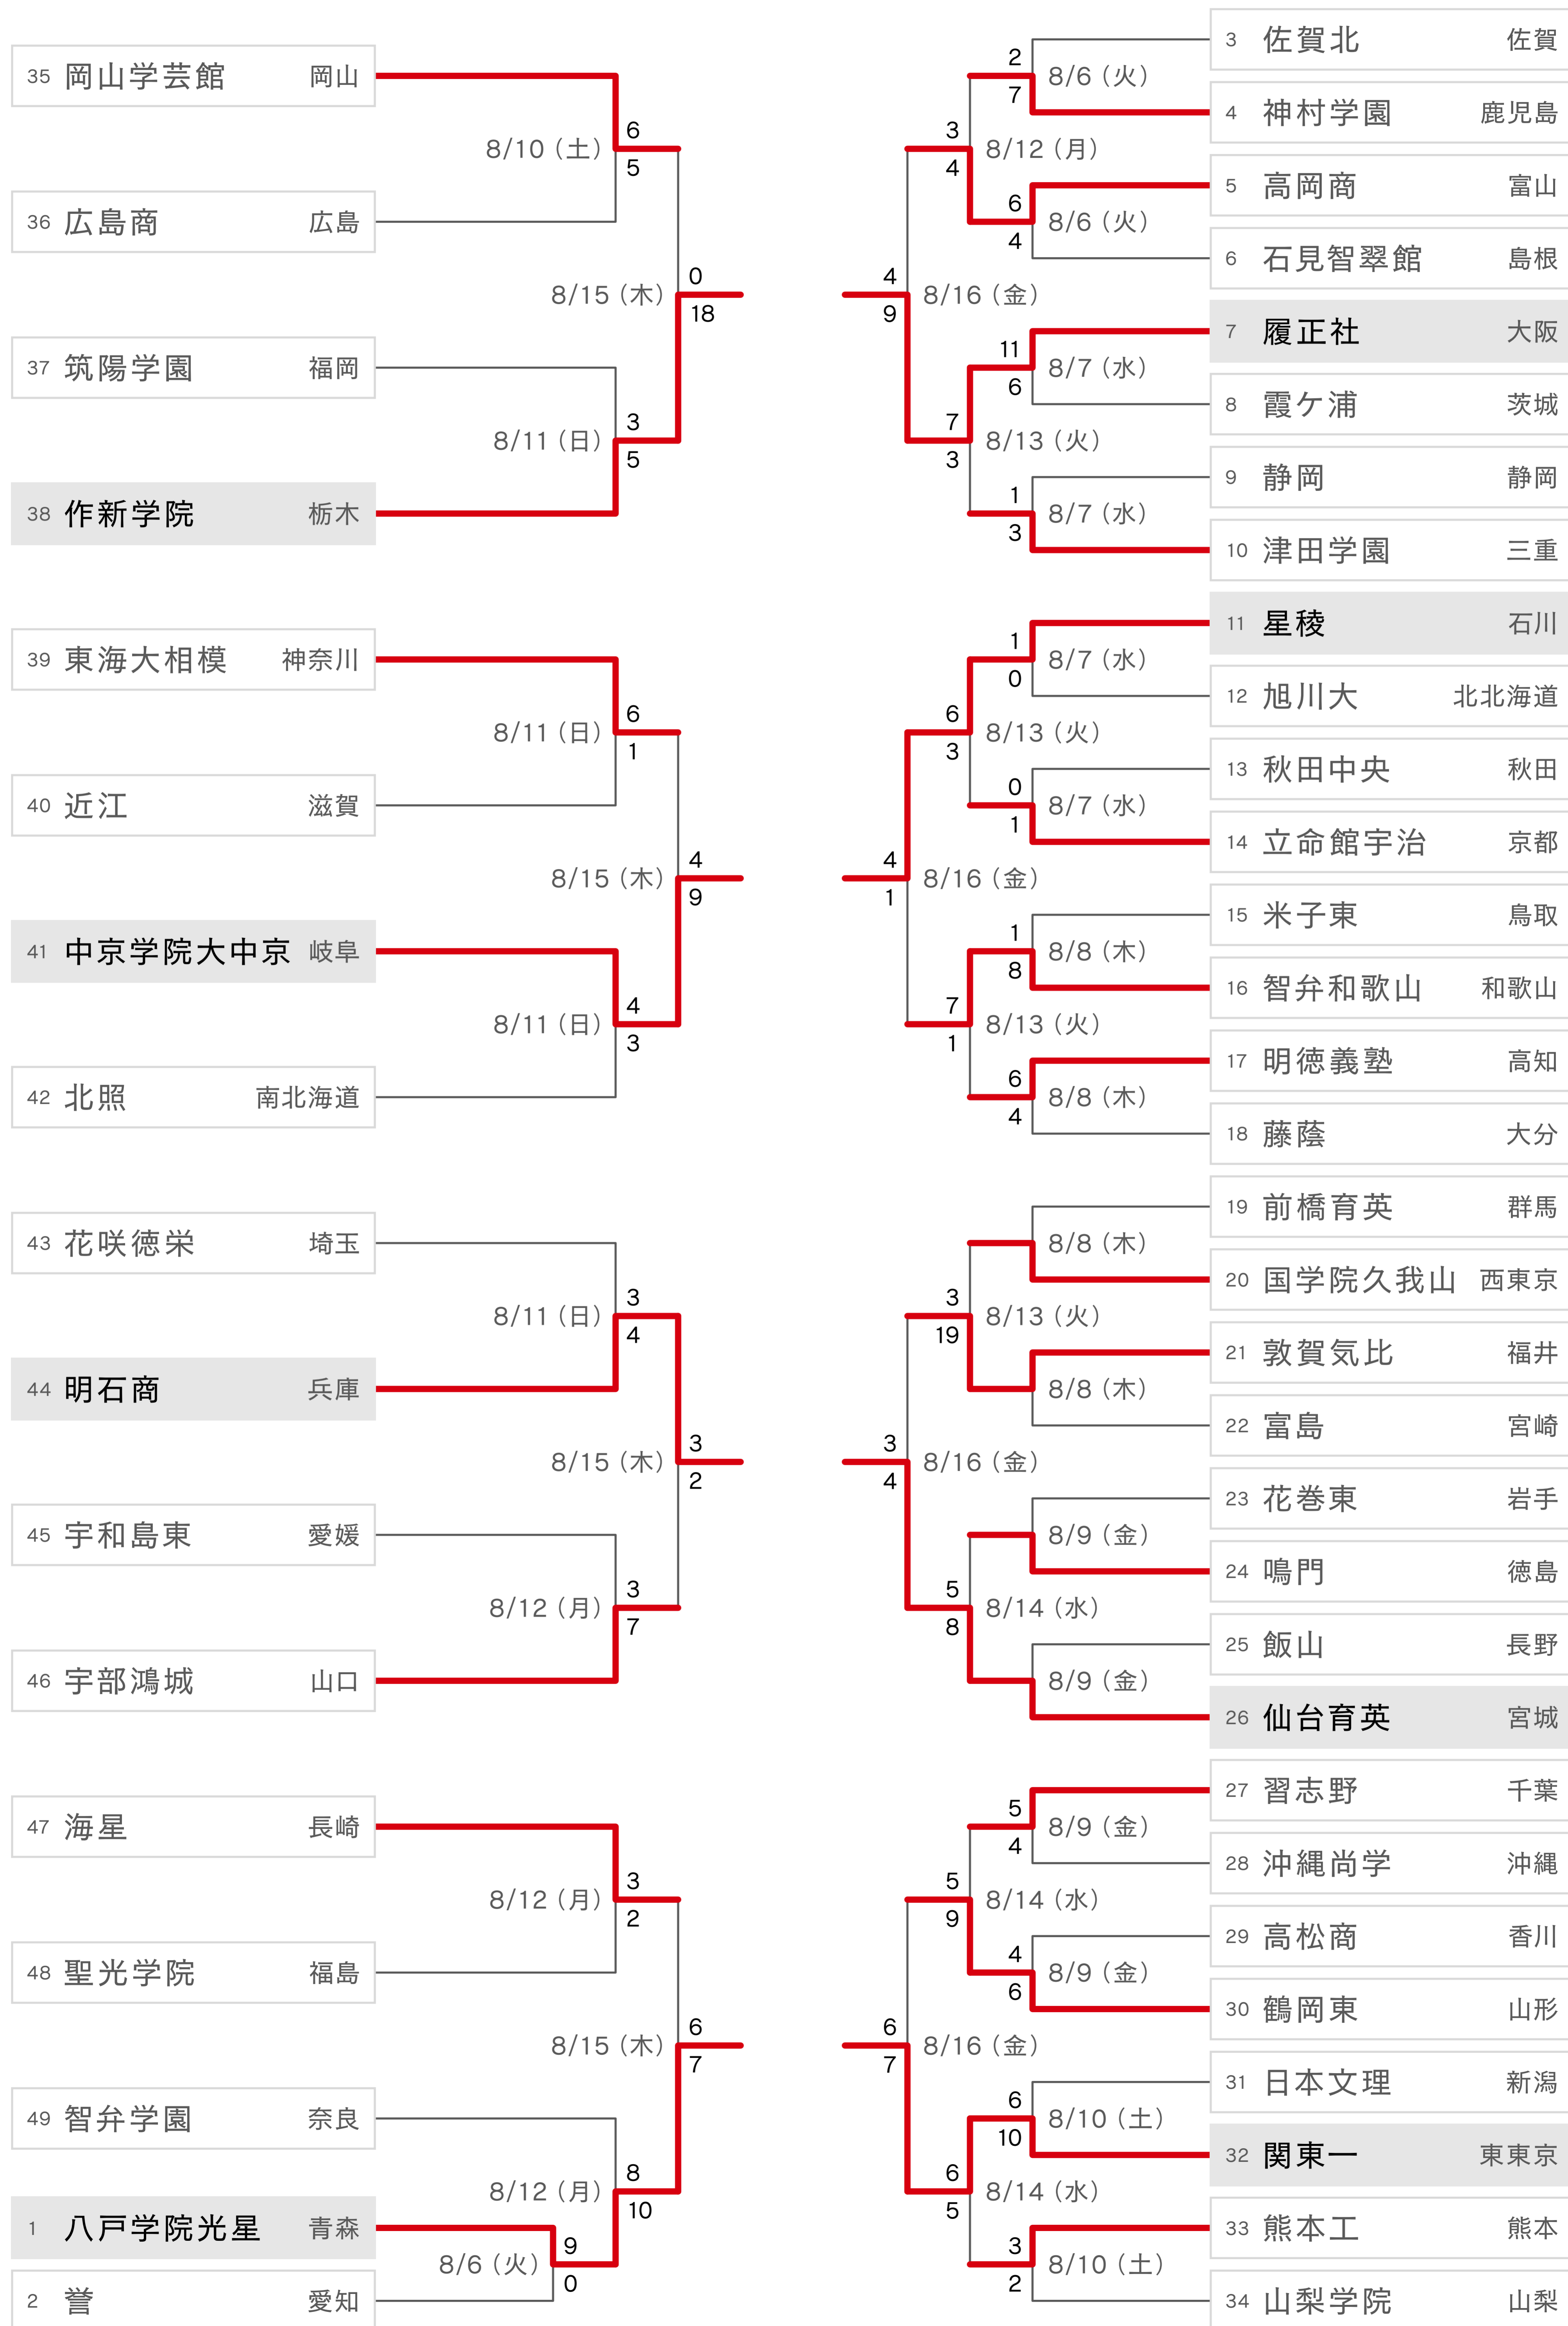 35 岡山学芸館 岡山
6
8/10（土）
5
36 広島商 広島
0
8/15（木）
18
37 筑陽学園 福岡
3
8/11（日）
5
38 作新学院 栃木
39 東海大相模 神奈川
6
8/11（日）
1
40 近江 滋賀
4
8/15（木）
9
41 中京学院大中京 岐阜
4
8/11（日）
3
42 北照 南北海道
43 花咲徳栄 埼玉
3
8/11（日）
4
44 明石商 兵庫
3
8/15（木）
2
45 宇和島東 愛媛
3
8/12（月）
7
46 宇部鴻城 山口
47 海星 長崎
3
8/12（月）
2
48 聖光学院 福島
6
8/15（木）
7
49 智弁学園 奈良
8
8/12（月）
10
1 八戸学院光星 青森
9
8/6（火）
0
2 誉 愛知
3 佐賀北 佐賀
2
8/6（火）
7
4 神村学園 鹿児島
3
8/12（月）
4
5 高岡商 富山
6
8/6（火）
4
6 石見智翠館 島根
4
8/16（金）
9
7 履正社 大阪
11
8/7（水）
6
8 霞ケ浦 茨城
7
8/13（火）
3
9 静岡 静岡
1
8/7（水）
3
10 津田学園 三重
11 星稜 石川
1
8/7（水）
0
12 旭川大 北北海道
6
8/13（火）
3
13 秋田中央 秋田
0
8/7（水）
1
14 立命館宇治 京都
4
8/16（金）
1
15 米子東 鳥取
1
8/8（木）
8
16 智弁和歌山 和歌山
7
8/13（火）
1
17 明徳義塾 高知
6
8/8（木）
4
18 藤蔭 大分
19 前橋育英 群馬
8/8（木）
20 国学院久我山 西東京
3
8/13（火）
19
21 敦賀気比 福井
8/8（木）
22 富島 宮崎
3
8/16（金）
4
23 花巻東 岩手
8/9（金）
24 鳴門 徳島
5
8/14（水）
8
25 飯山 長野
8/9（金）
26 仙台育英 宮城
27 習志野 千葉
5
8/9（金）
4
28 沖縄尚学 沖縄
5
8/14（水）
9
29 高松商 香川
4
8/9（金）
6
30 鶴岡東 山形
6
8/16（金）
7
31 日本文理 新潟
6
8/10（土）
10
32 関東一 東東京
6
8/14（水）
5
33 熊本工 熊本
3
8/10（土）
2
34 山梨学院 山梨